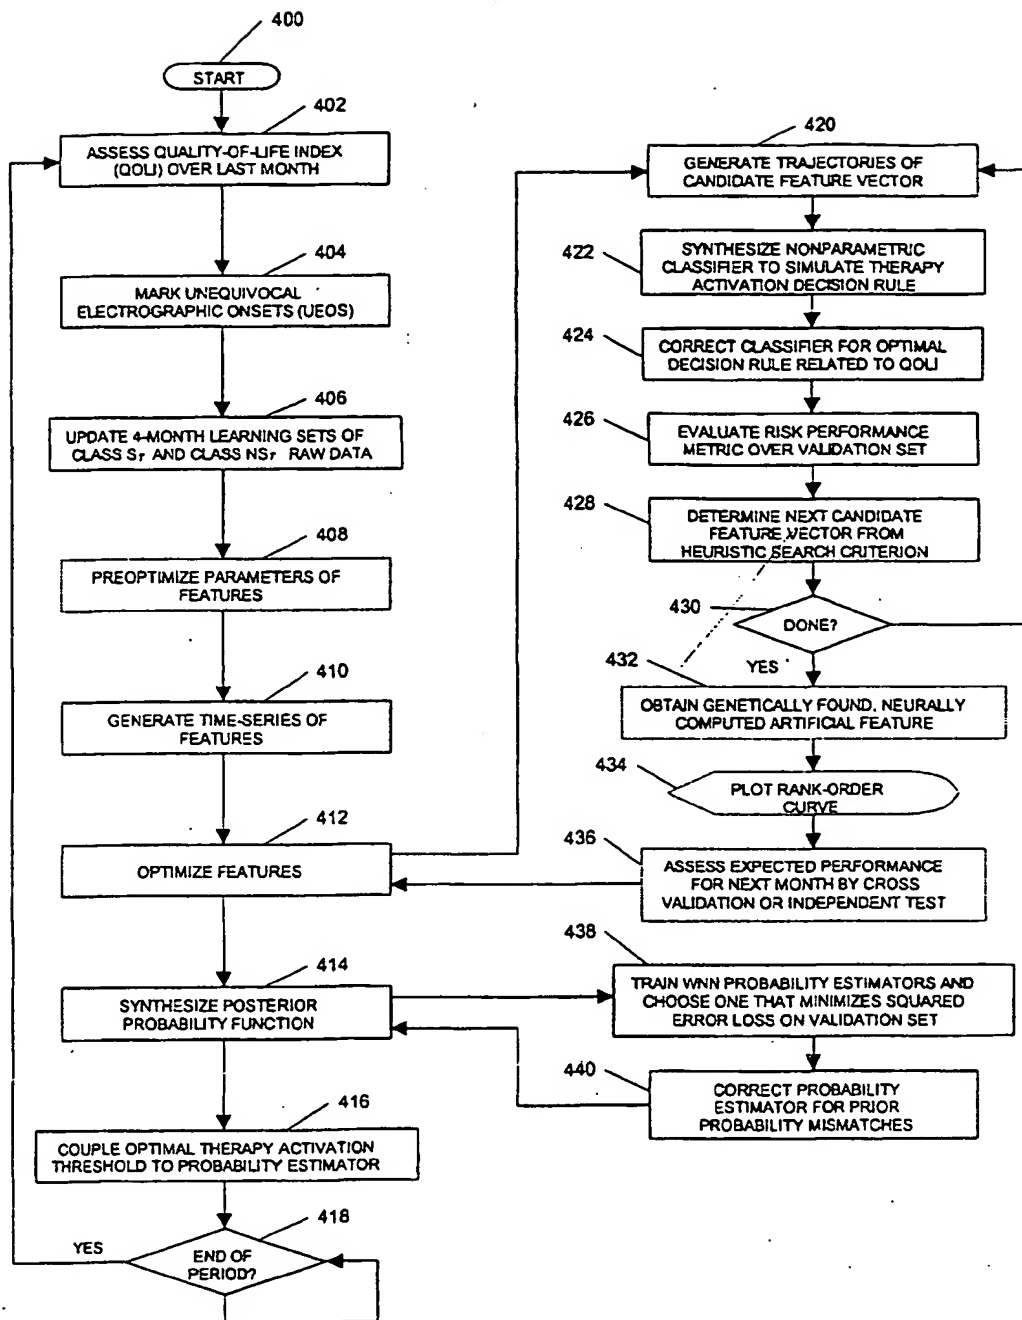 400
START
402
ASSESS QUALITY-OF-LIFE INDEX
(QOLI) OVER LAST MONTH
404
MARK UNEQUIVOCAL
ELECTROGRAPHIC ONSETS (UEOS)
406
UPDATE 4-MONTH LEARNING SETS OF
CLASS Sτ AND CLASS NSτ RAW DATA
408
PREOPTIMIZE PARAMETERS OF
FEATURES
410
GENERATE TIME-SERIES OF
FEATURES
412
OPTIMIZE FEATURES
414
SYNTHESIZE POSTERIOR
PROBABILITY FUNCTION
416
COUPLE OPTIMAL THERAPY ACTIVATION
THRESHOLD TO PROBABILITY ESTIMATOR
418
YES
END OF
PERIOD?
420
GENERATE TRAJECTORIES OF
CANDIDATE FEATURE VECTOR
422
SYNTHESIZE NONPARAMETRIC
CLASSIFIER TO SIMULATE THERAPY
ACTIVATION DECISION RULE
424
CORRECT CLASSIFIER FOR OPTIMAL
DECISION RULE RELATED TO QOLI
426
EVALUATE RISK PERFORMANCE
METRIC OVER VALIDATION SET
428
DETERMINE NEXT CANDIDATE
FEATURE VECTOR FROM
HEURISTIC SEARCH CRITERION
430
DONE?
YES
432
OBTAIN GENETICALLY FOUND, NEURALLY
COMPUTED ARTIFICIAL FEATURE
434
PLOT RANK-ORDER
CURVE
436
ASSESS EXPECTED PERFORMANCE
FOR NEXT MONTH BY CROSS
VALIDATION OR INDEPENDENT TEST
438
TRAIN WNN PROBABILITY ESTIMATORS AND
CHOOSE ONE THAT MINIMIZES SQUARED
ERROR LOSS ON VALIDATION SET
440
CORRECT PROBABILITY
ESTIMATOR FOR PRIOR
PROBABILITY MISMATCHES